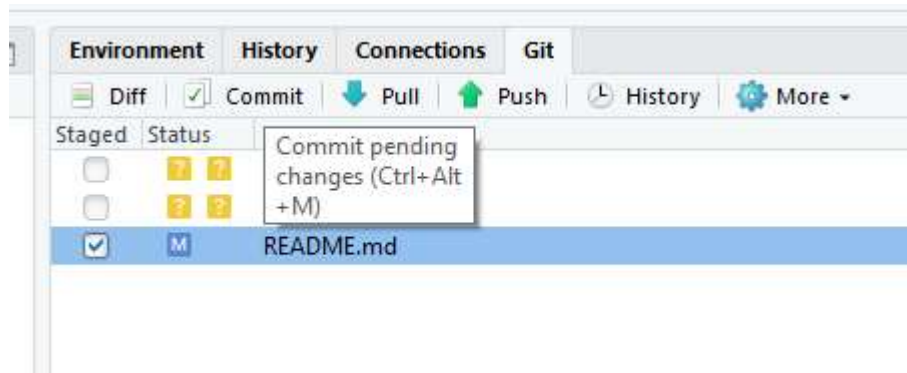 Environment History Connections Git
Diff Commit Pull Push History More
Staged Status
Commit pending
changes (Ctrl+Alt
+M)
? ?
? ?
M README.md